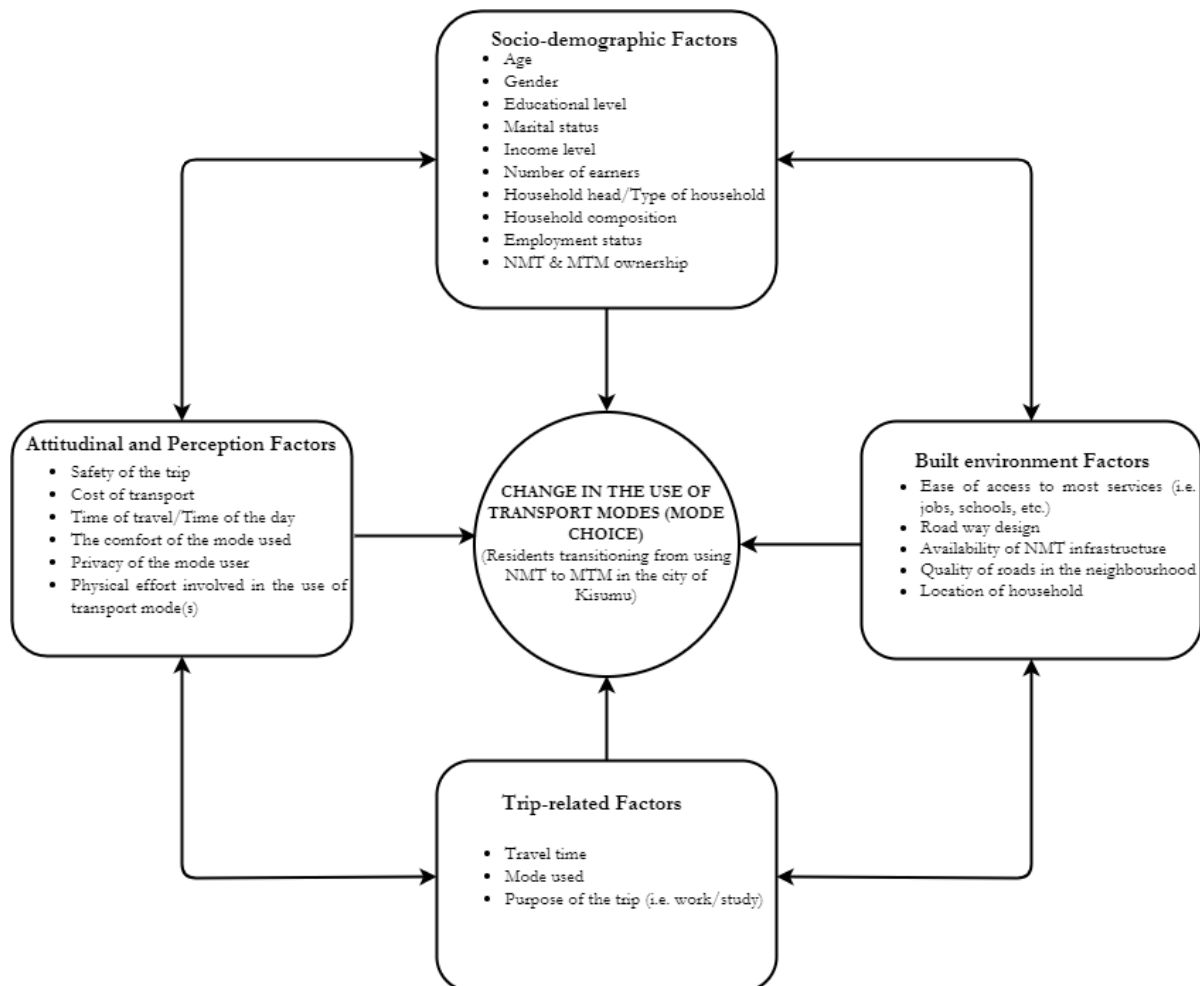 Socio-demographic Factors
• Age
• Gender
• Educational level
• Marital status
• Income level
• Number of earners
• Household head/Type of household
• Household composition
• Employment status
• NMT & MTM ownership
Attitudinal and Perception Factors
• Safety of the trip
• Cost of transport
• Time of travel/Time of the day
• The comfort of the mode used
• Privacy of the mode user
• Physical effort involved in the use of
transport mode(s)
CHANGE IN THE USE OF
TRANSPORT MODES (MODE
CHOICE)
(Residents transitioning from using
NMT to MTM in the city of
Kisumu)
Built environment Factors
• Ease of access to most services (i.e.
jobs, schools, etc.)
• Road way design
• Availability of NMT infrastructure
• Quality of roads in the neighbourhood
• Location of household
Trip-related Factors
• Travel time
• Mode used
• Purpose of the trip (i.e. work/study)